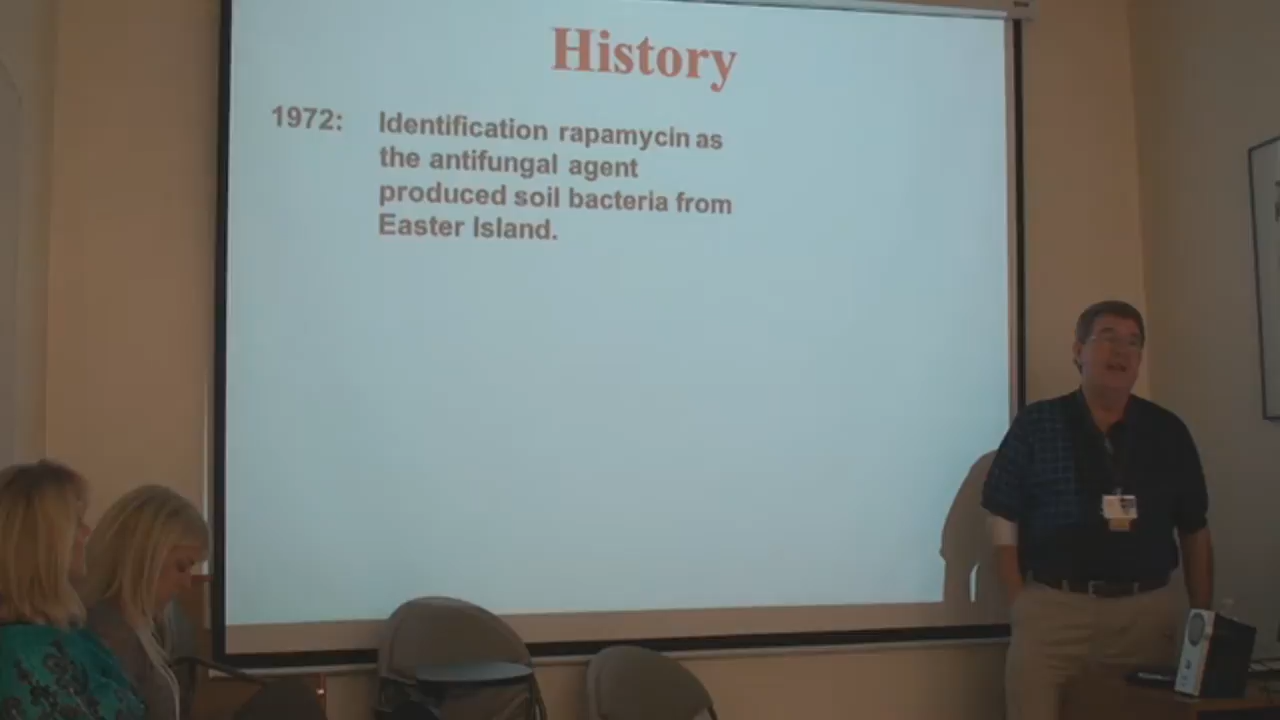 History
1972: Identification rapamycin as
the antifungal agent
produced soil bacteria from
Easter Island.